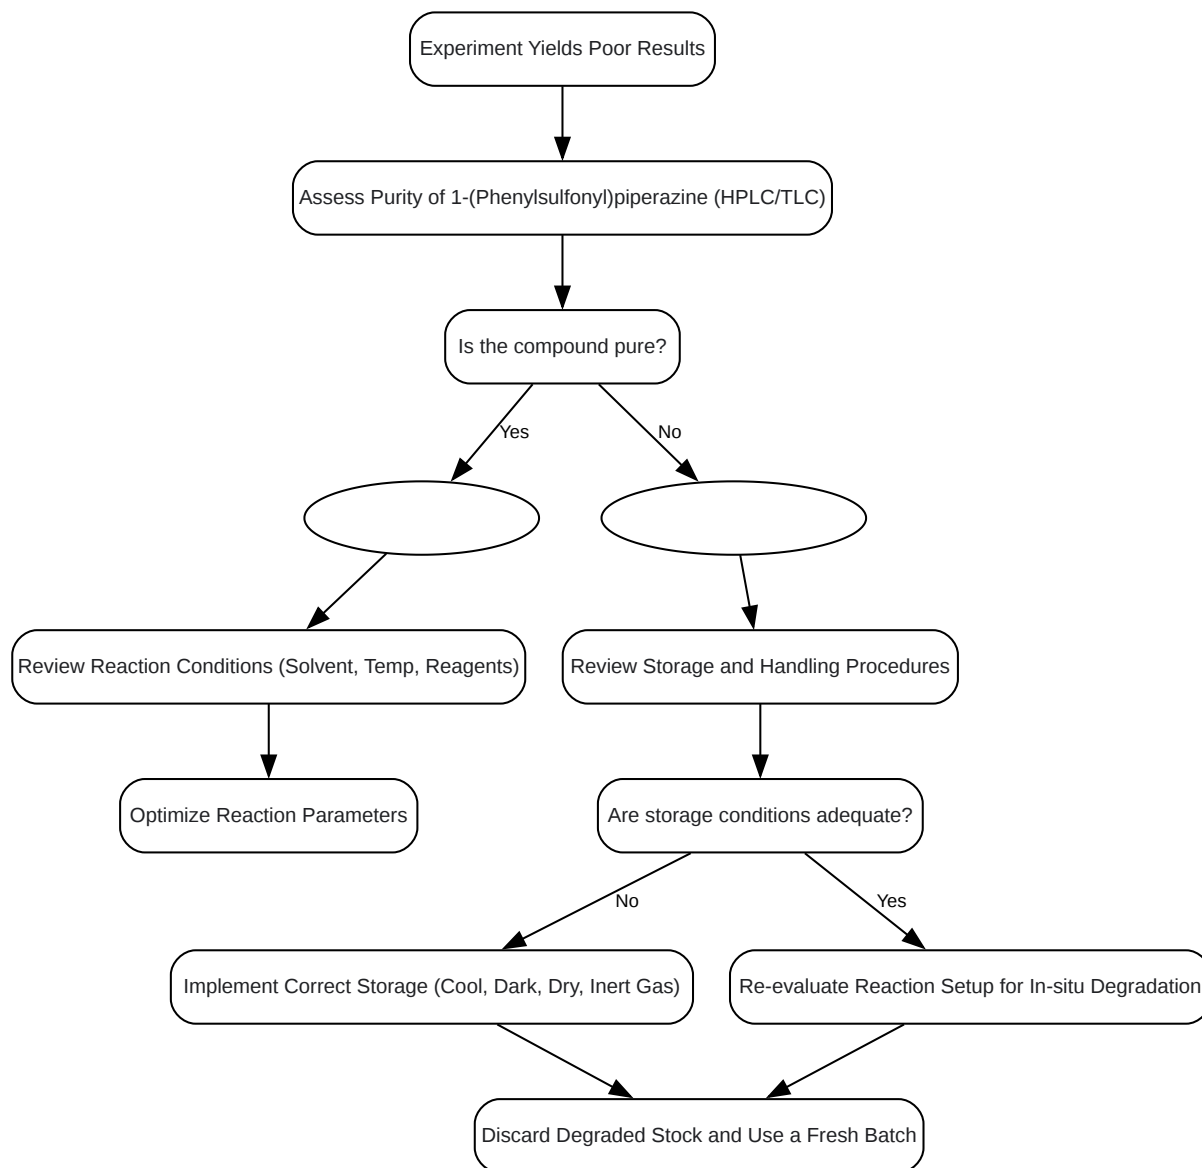 Experiment Yields Poor Results
Assess Purity of 1-(Phenylsulfonyl)piperazine (HPLC/TLC)
Is the compound pure?
Yes
No
Review Reaction Conditions (Solvent, Temp, Reagents)
Review Storage and Handling Procedures
Optimize Reaction Parameters
Are storage conditions adequate?
No
Yes
Implement Correct Storage (Cool, Dark, Dry, Inert Gas)
Re-evaluate Reaction Setup for In-situ Degradation
Discard Degraded Stock and Use a Fresh Batch